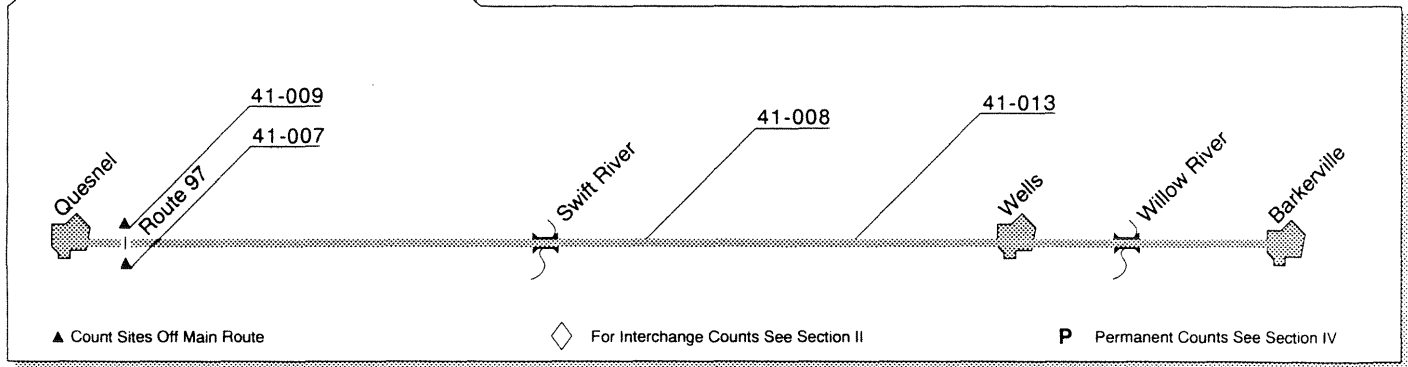 41-009
41-007
41-008
41-013
Quesnel
Route 97
Swift River
Wells
Willow River
Barkerville
▲ Count Sites Off Main Route
◇ For Interchange Counts See Section II
P Permanent Counts See Section IV